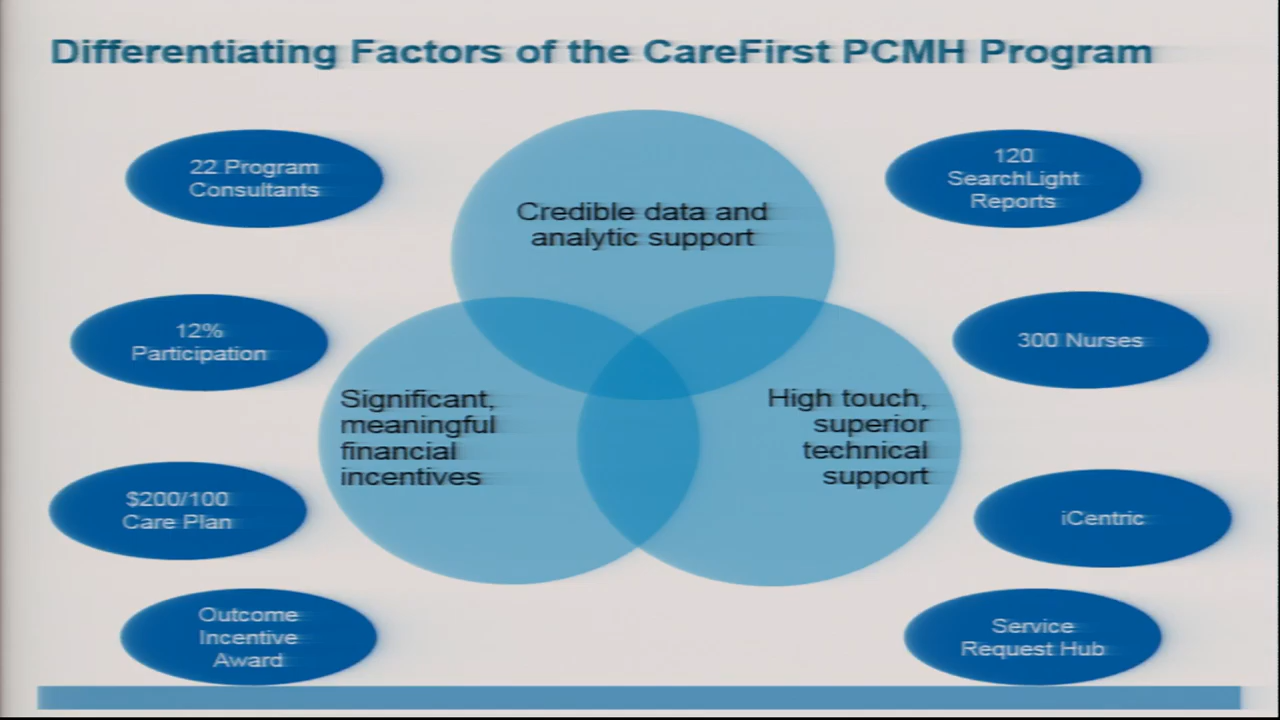 Differentiating Factors of the CareFirst PCMH Program
22 Program
Consultants
120
SearchLight
Reports
Credible data and
analytic support
12%
Participation
300 Nurses
Significant,
meaningful
financial
incentives
High touch,
superior
technical
support
$200/100
Care Plan
iCentric
Outcome
Incentive
Award
Service
Request Hub